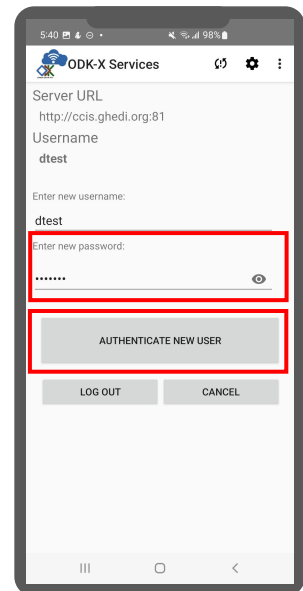 5:40 98%
ODK-X Services
Server URL
http://ccis.ghedi.org:81
Username
dtest
Enter new username:
dtest
Enter new password:
•••••••
AUTHENTICATE NEW USER
LOG OUT CANCEL